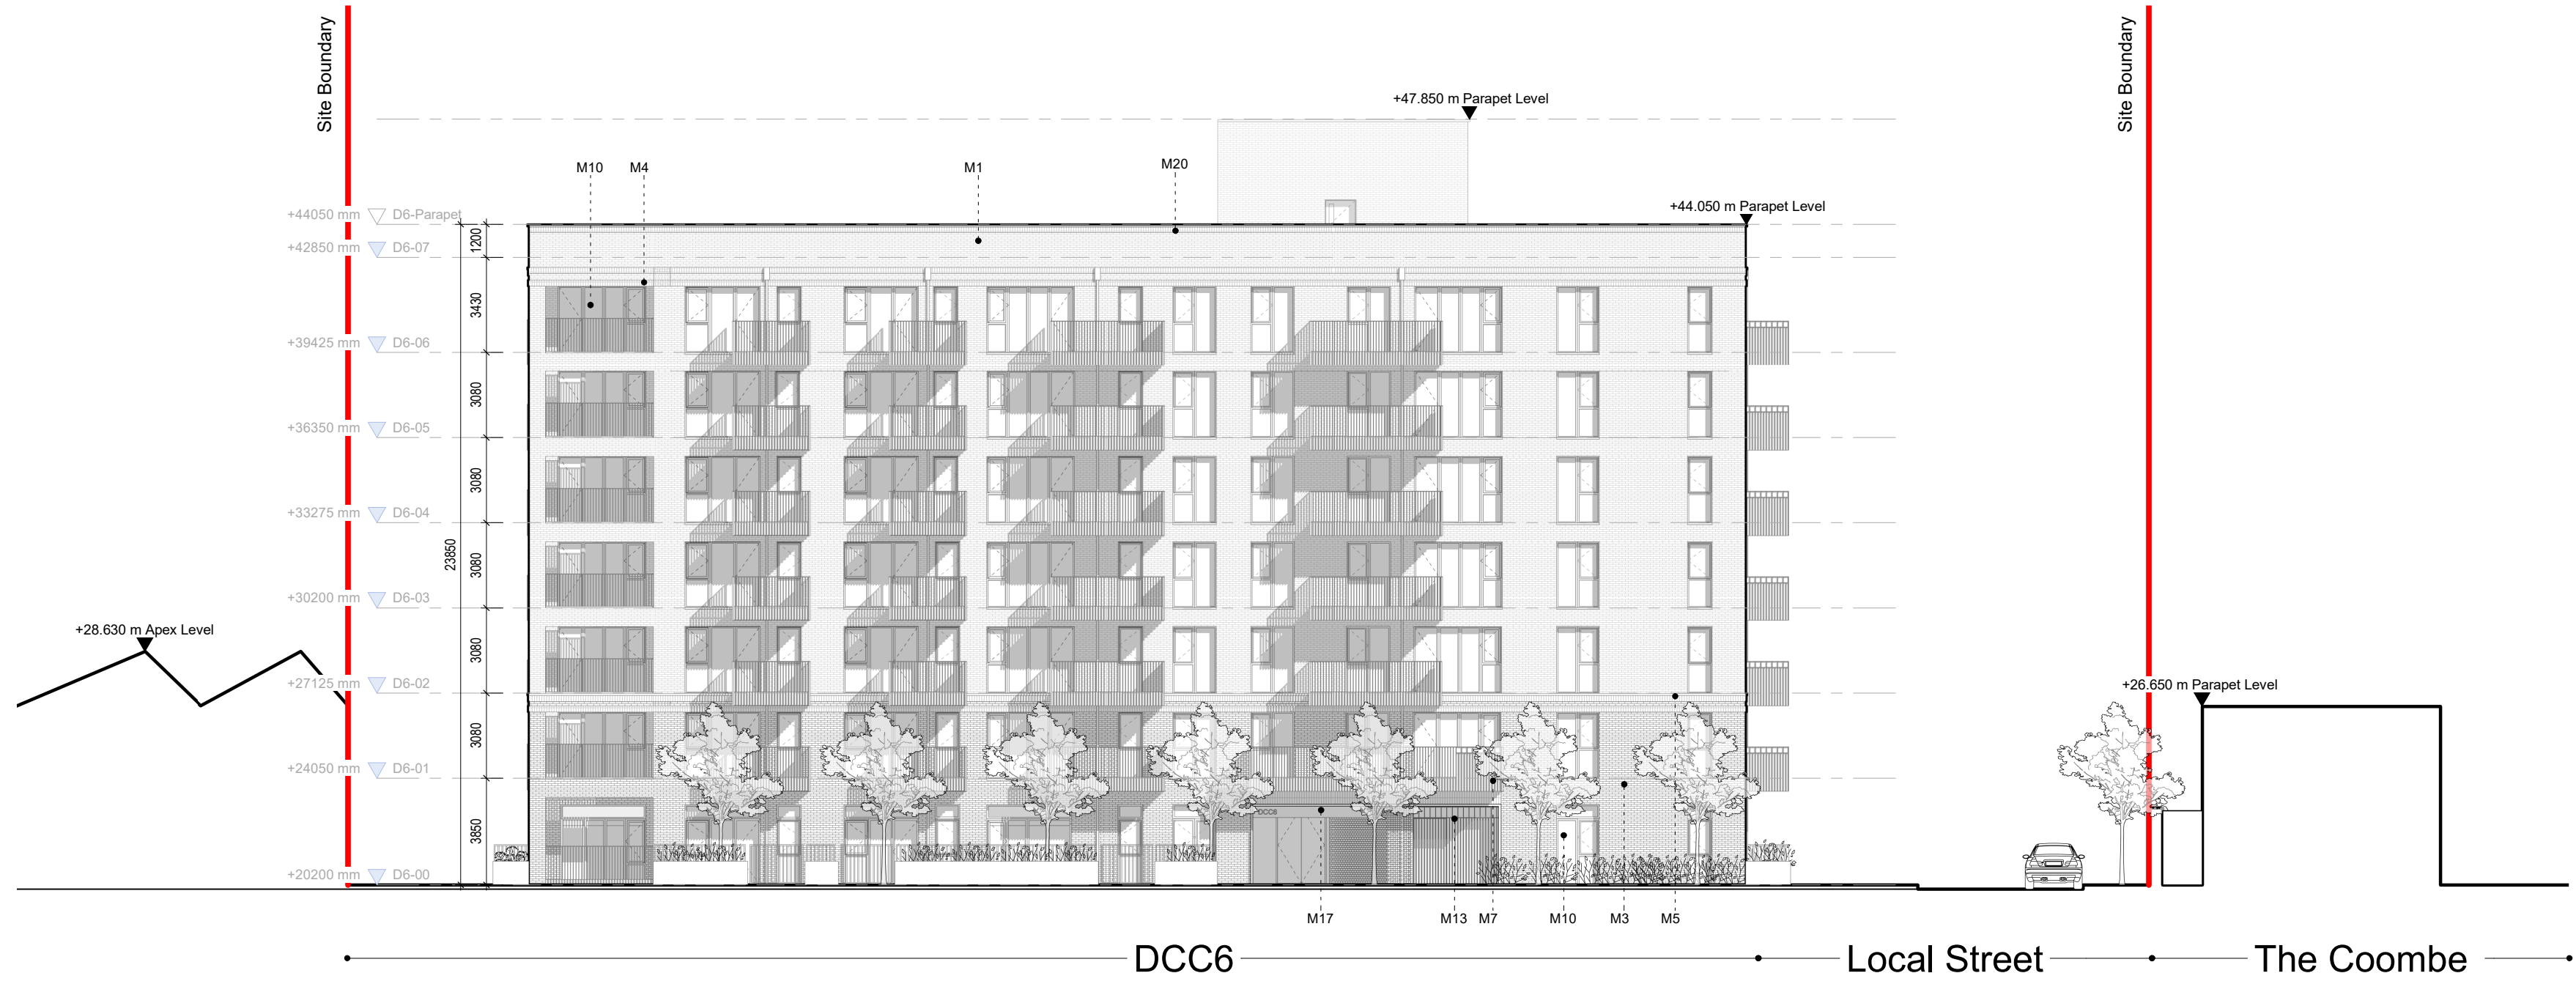 Site Boundary
Site Boundary
+47.850 m Parapet Level
M10
M4
M1
M20
+44050 mm D6-Parapet
+44.050 m Parapet Level
1200
+42850 mm D6-07
3430
+39425 mm D6-06
3080
+36350 mm D6-05
3080
+33275 mm D6-04
23850
3080
+30200 mm D6-03
+28.630 m Apex Level
3080
+27125 mm D6-02
+26.650 m Parapet Level
3080
+24050 mm D6-01
DCC6
3850
+20200 mm D6-00
M17
M13
M7
M10
M3
M5
DCC6
Local Street
The Coombe